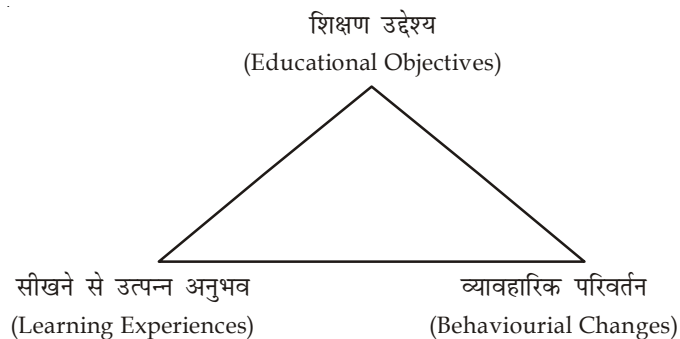 शिक्षण उद्देश्य
(Educational Objectives)
सीखने से उत्पन्न अनुभव
(Learning Experiences)
व्यावहारिक परिवर्तन
(Behaviourial Changes)